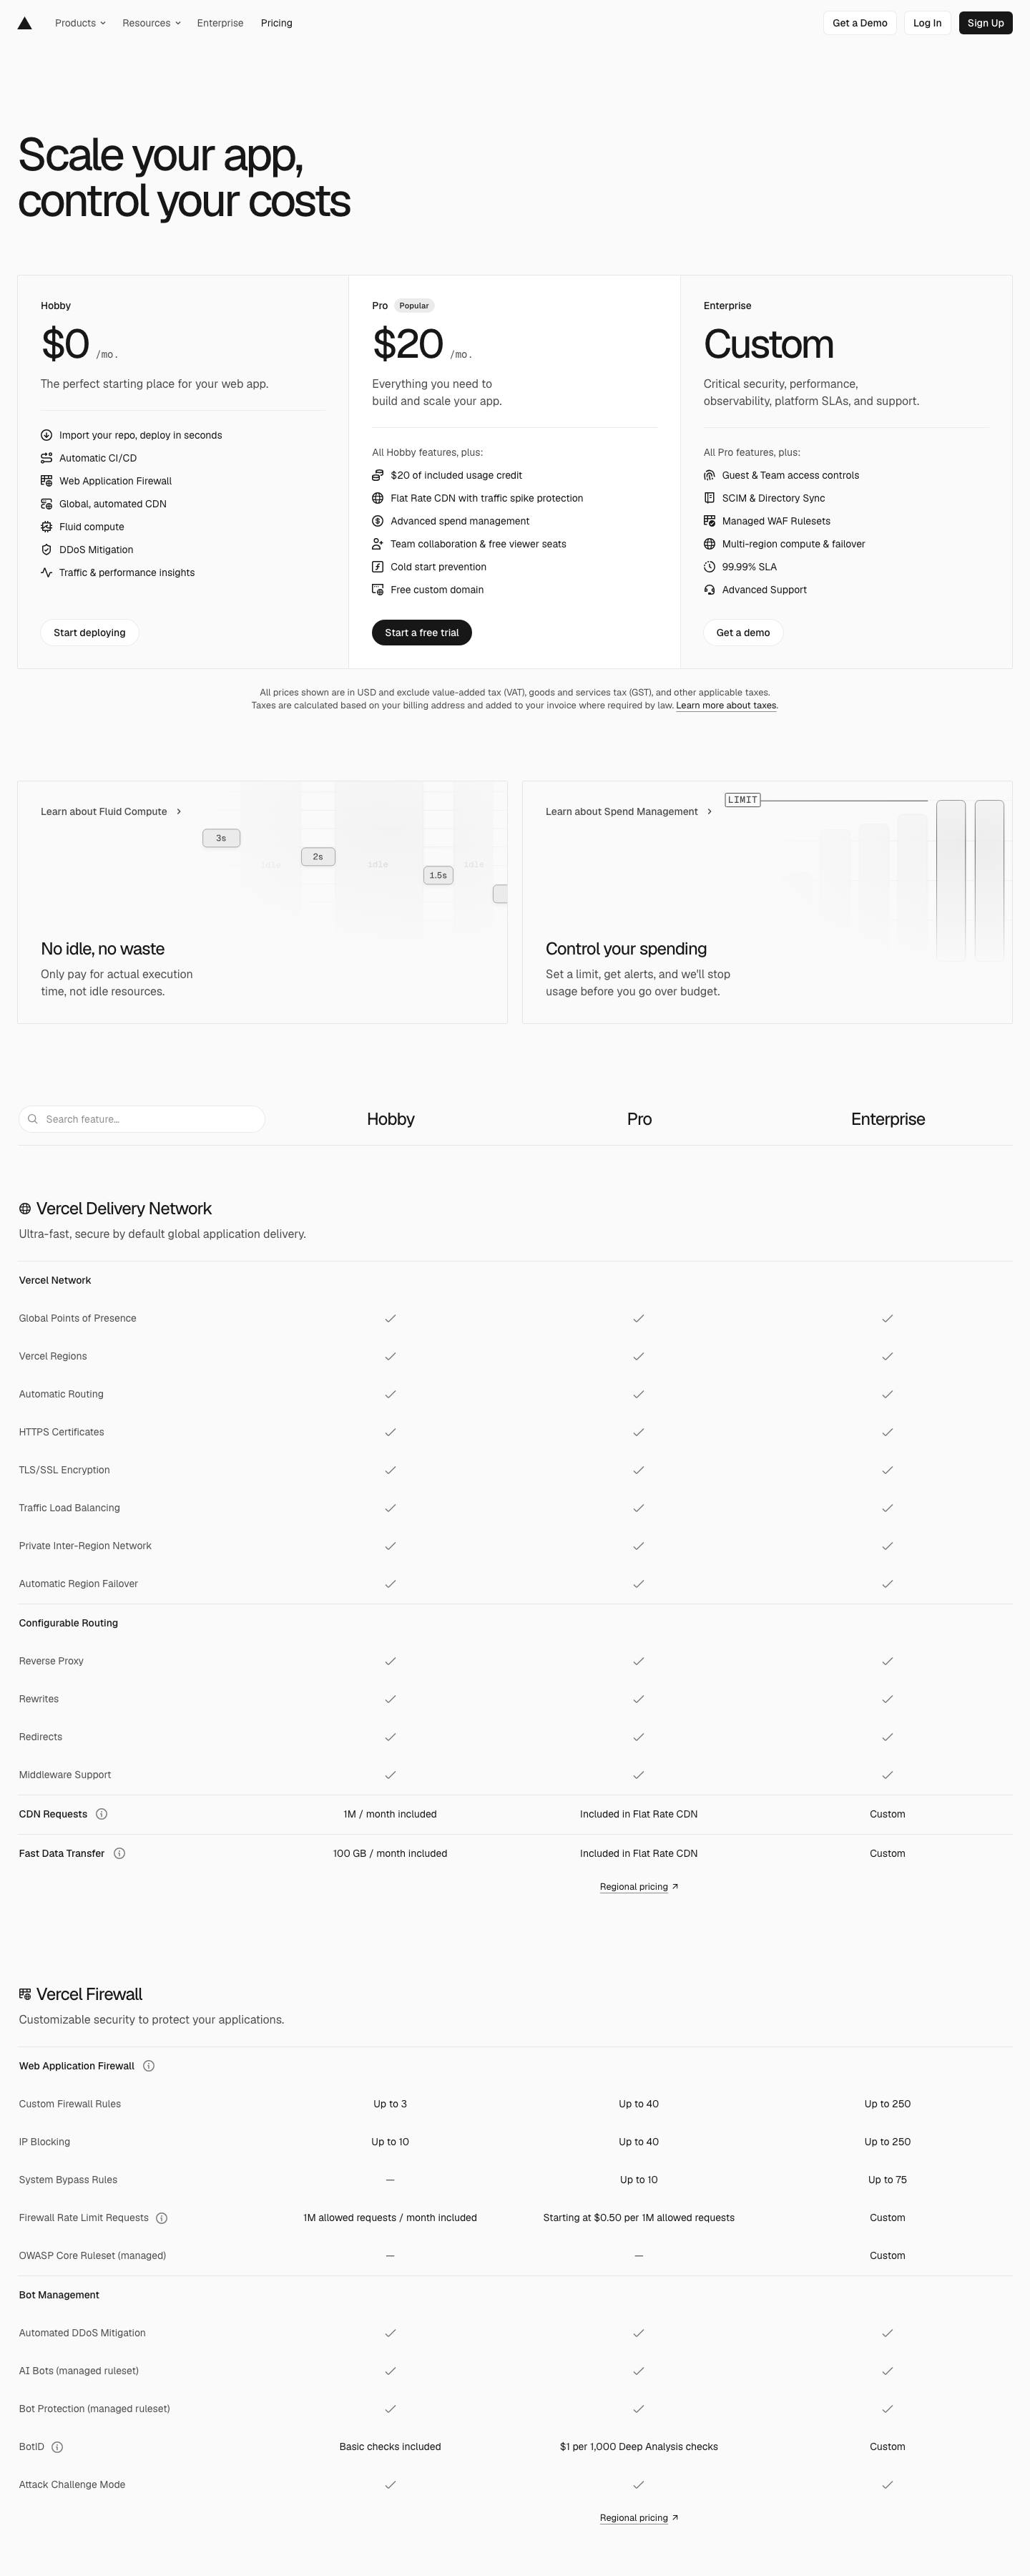 Products Resources Enterprise Pricing Get a Demo Log In Sign Up
Scale your app,
control your costs
Hobby
$0 /mo.
The perfect starting place for your web app.
Import your repo, deploy in seconds
Automatic CI/CD
Web Application Firewall
Global, automated CDN
Fluid compute
DDoS Mitigation
Traffic & performance insights
Start deploying
Pro Popular
$20 /mo.
Everything you need to
build and scale your app.
All Hobby features, plus:
$20 of included usage credit
Flat Rate CDN with traffic spike protection
Advanced spend management
Team collaboration & free viewer seats
Cold start prevention
Free custom domain
Start a free trial
Enterprise
Custom
Critical security, performance,
observability, platform SLAs, and support.
All Pro features, plus:
Guest & Team access controls
SCIM & Directory Sync
Managed WAF Rulesets
Multi-region compute & failover
99.99% SLA
Advanced Support
Get a demo
All prices shown are in USD and exclude value-added tax (VAT), goods and services tax (GST), and other applicable taxes.
Taxes are calculated based on your billing address and added to your invoice where required by law. Learn more about taxes.
Learn about Fluid Compute
3s
idle
2s
idle
1.5s
idle
No idle, no waste
Only pay for actual execution
time, not idle resources.
Learn about Spend Management
LIMIT
Control your spending
Set a limit, get alerts, and we'll stop
usage before you go over budget.
Search feature... Hobby Pro Enterprise
Vercel Delivery Network
Ultra-fast, secure by default global application delivery.
Vercel Network
Global Points of Presence
Vercel Regions
Automatic Routing
HTTPS Certificates
TLS/SSL Encryption
Traffic Load Balancing
Private Inter-Region Network
Automatic Region Failover
Configurable Routing
Reverse Proxy
Rewrites
Redirects
Middleware Support
CDN Requests 1M / month included Included in Flat Rate CDN Custom
Fast Data Transfer 100 GB / month included Included in Flat Rate CDN Custom
Regional pricing
Vercel Firewall
Customizable security to protect your applications.
Web Application Firewall
Custom Firewall Rules Up to 3 Up to 40 Up to 250
IP Blocking Up to 10 Up to 40 Up to 250
System Bypass Rules — Up to 10 Up to 75
Firewall Rate Limit Requests 1M allowed requests / month included Starting at $0.50 per 1M allowed requests Custom
OWASP Core Ruleset (managed) — — Custom
Bot Management
Automated DDoS Mitigation
AI Bots (managed ruleset)
Bot Protection (managed ruleset)
BotID Basic checks included $1 per 1,000 Deep Analysis checks Custom
Attack Challenge Mode
Regional pricing